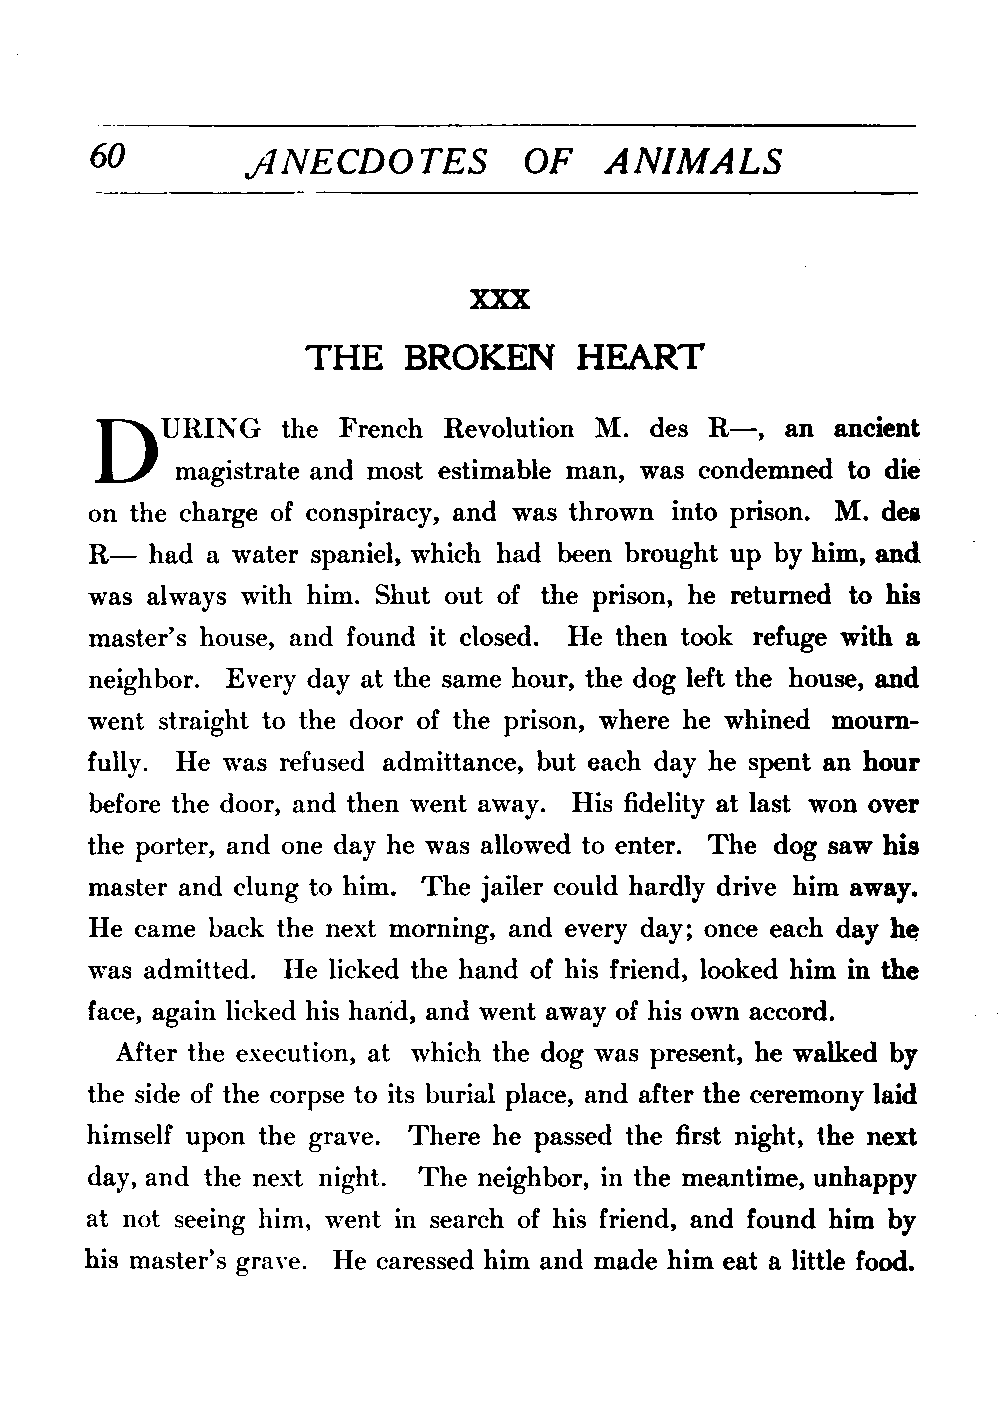 60 ANECDOTES OF ANIMALS
XXX
THE BROKEN HEART
DURING the French Revolution M. des R—, an ancient
magistrate and most estimable man, was condemned to die
on the charge of conspiracy, and was thrown into prison. M. des
R— had a water spaniel, which had been brought up by him, and
was always with him. Shut out of the prison, he returned to his
master's house, and found it closed. He then took refuge with a
neighbor. Every day at the same hour, the dog left the house, and
went straight to the door of the prison, where he whined mourn-
fully. He was refused admittance, but each day he spent an hour
before the door, and then went away. His fidelity at last won over
the porter, and one day he was allowed to enter. The dog saw his
master and clung to him. The jailer could hardly drive him away.
He came back the next morning, and every day; once each day he
was admitted. He licked the hand of his friend, looked him in the
face, again licked his hand, and went away of his own accord.
After the execution, at which the dog was present, he walked by
the side of the corpse to its burial place, and after the ceremony laid
himself upon the grave. There he passed the first night, the next
day, and the next night. The neighbor, in the meantime, unhappy
at not seeing him, went in search of his friend, and found him by
his master's grave. He caressed him and made him eat a little food.